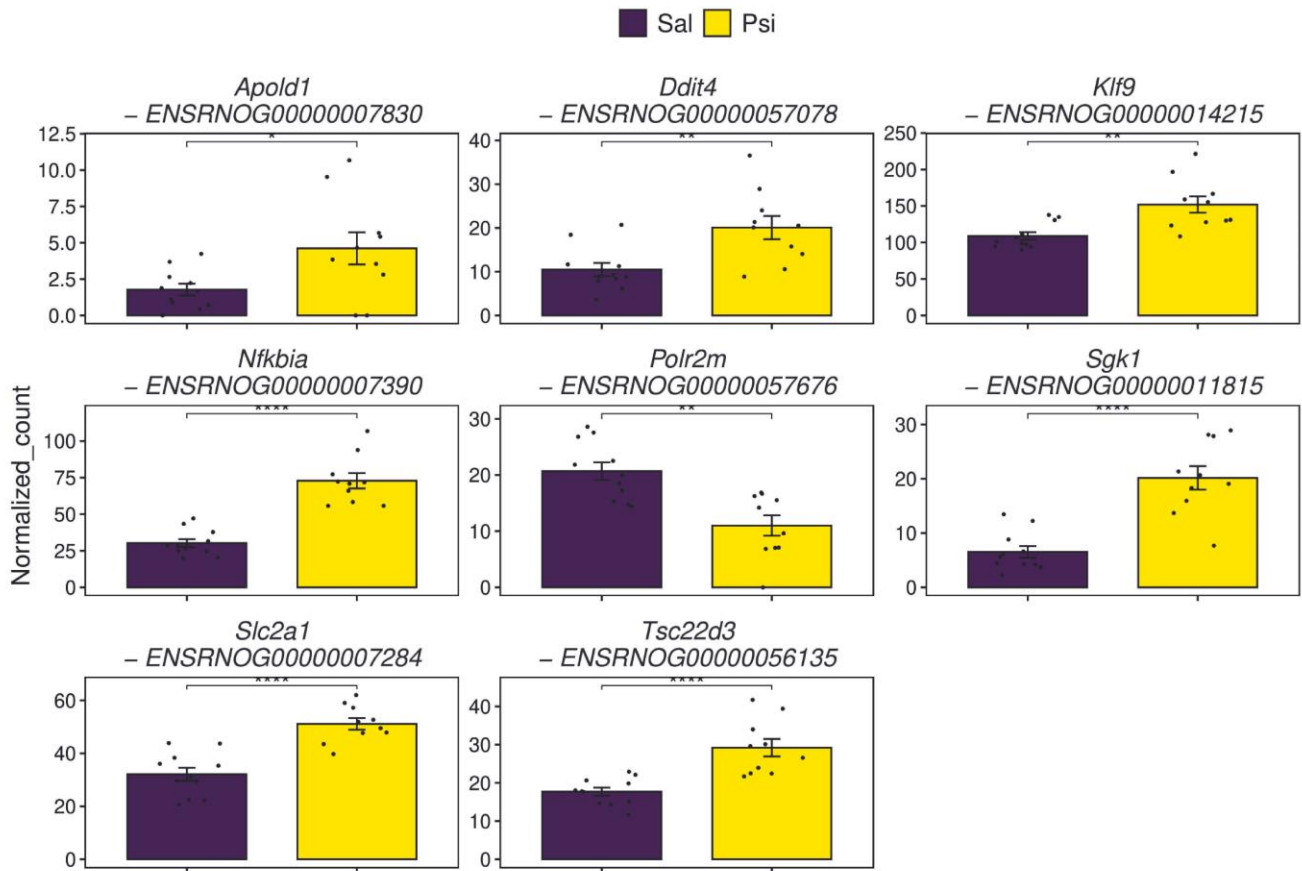 Sal Psi
Apold1
– ENSRNOG00000007830
Ddit4
– ENSRNOG00000057078
Klf9
– ENSRNOG00000014215
12.5
10.0
7.5
5.0
2.5
0.0
*
40
30
20
10
0
**
250
200
150
100
50
0
**
Normalized_count
Nfkbia
– ENSRNOG00000007390
Polr2m
– ENSRNOG00000057676
Sgk1
– ENSRNOG00000011815
100
75
50
25
0
****
30
20
10
0
**
30
20
10
0
****
Slc2a1
– ENSRNOG00000007284
Tsc22d3
– ENSRNOG00000056135
60
40
20
0
****
40
30
20
10
0
****